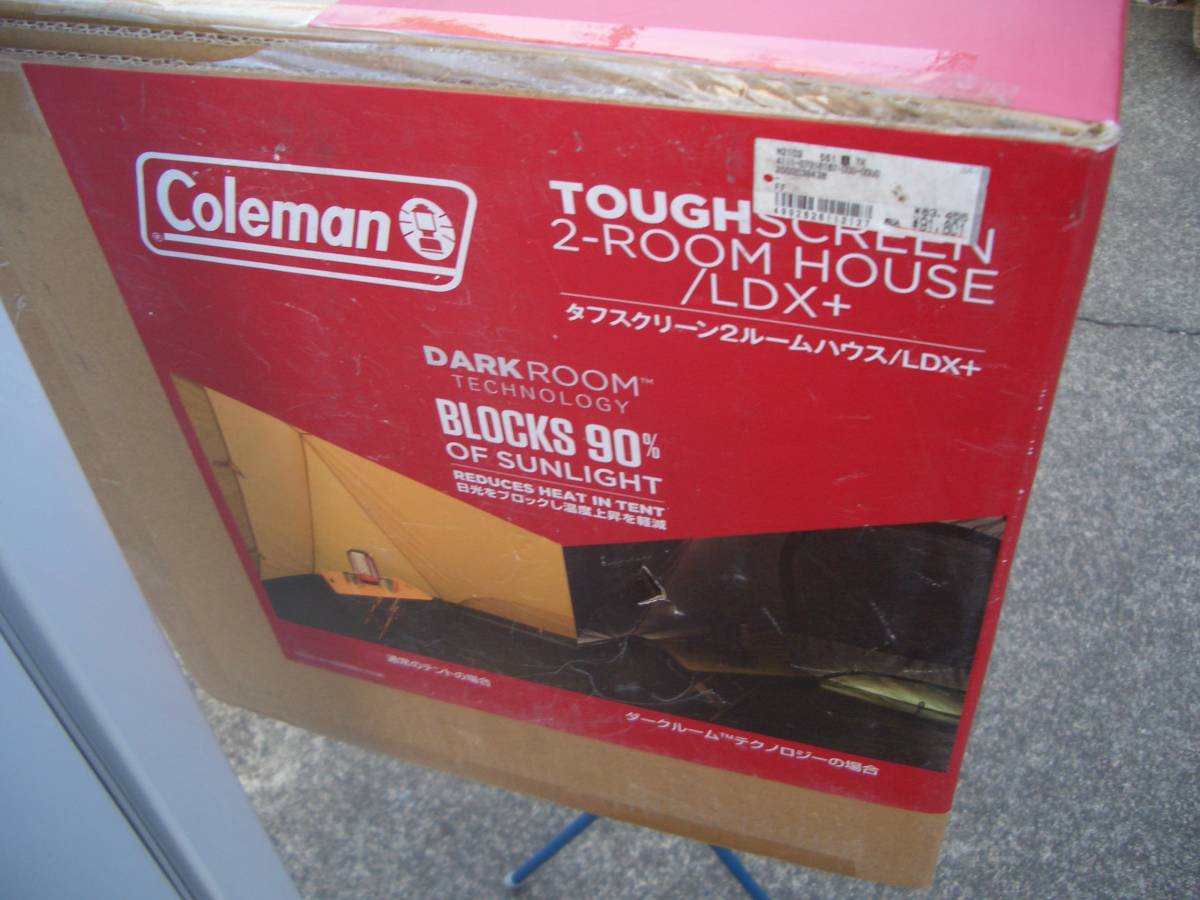 Coleman
TOUGHSCREEN
2-ROOM HOUSE
/LDX+
タフスクリーン2ルームハウス/LDX+
DARKROOM™
TECHNOLOGY
BLOCKS 90%
OF SUNLIGHT
REDUCES HEAT IN TENT
日光をブロックし温度上昇を軽減
通常のテントの場合
ダークルーム™テクノロジーの場合
FF
¥91,801